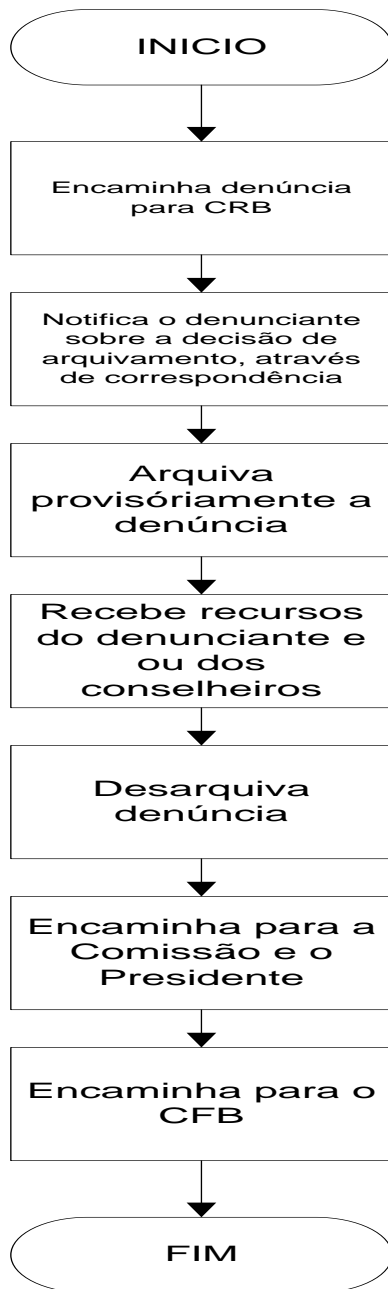 INICIO
Encaminha denúncia
para CRB
Notifica o denunciante
sobre a decisão de
arquivamento, através
de correspondência
Arquiva
provisóriamente a
denúncia
Recebe recursos
do denunciante e
ou dos
conselheiros
Desarquiva
denúncia
Encaminha para a
Comissão e o
Presidente
Encaminha para o
CFB
FIM